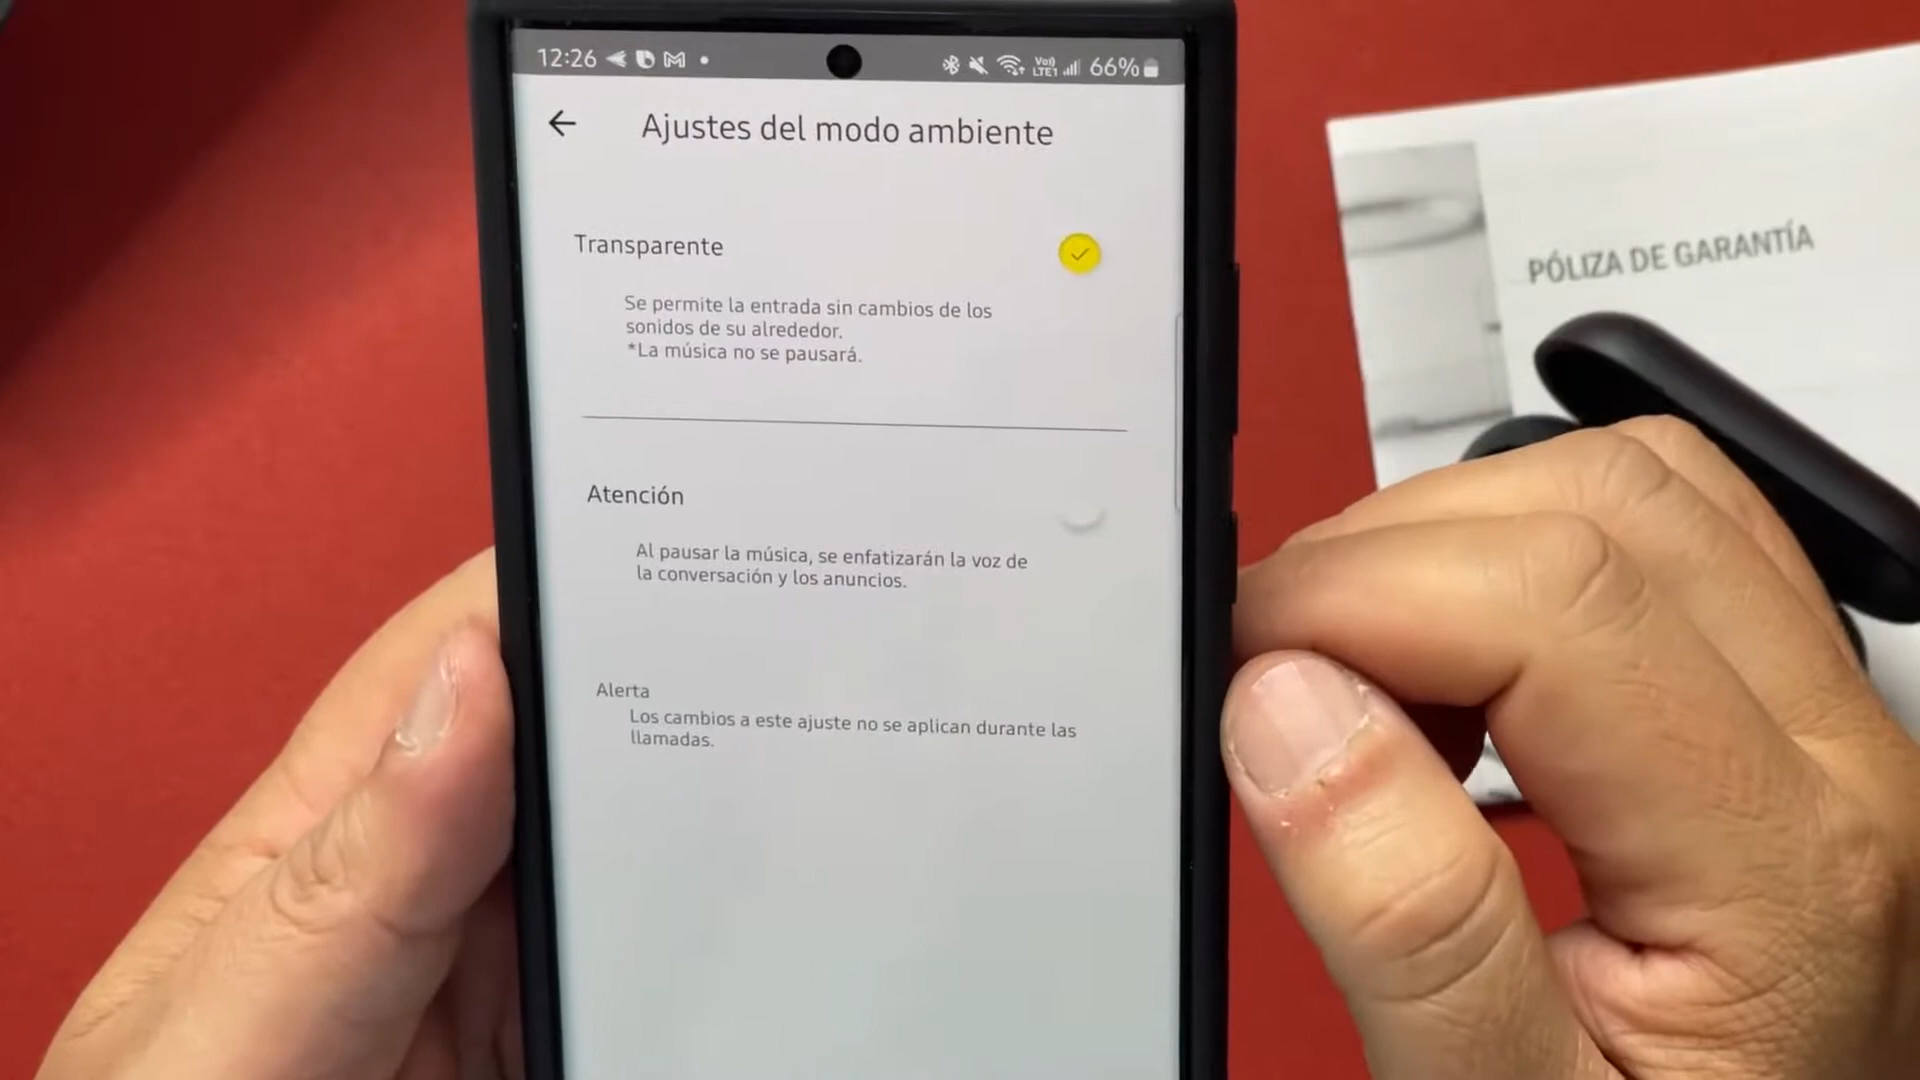 12:26
Vo))
LTE1
66%
Ajustes del modo ambiente
Transparente
Se permite la entrada sin cambios de los
sonidos de su alrededor.
*La música no se pausará.
Atención
Al pausar la música, se enfatizarán la voz de
la conversación y los anuncios.
Alerta
Los cambios a este ajuste no se aplican durante las
llamadas.
PÓLIZA DE GARANTÍA